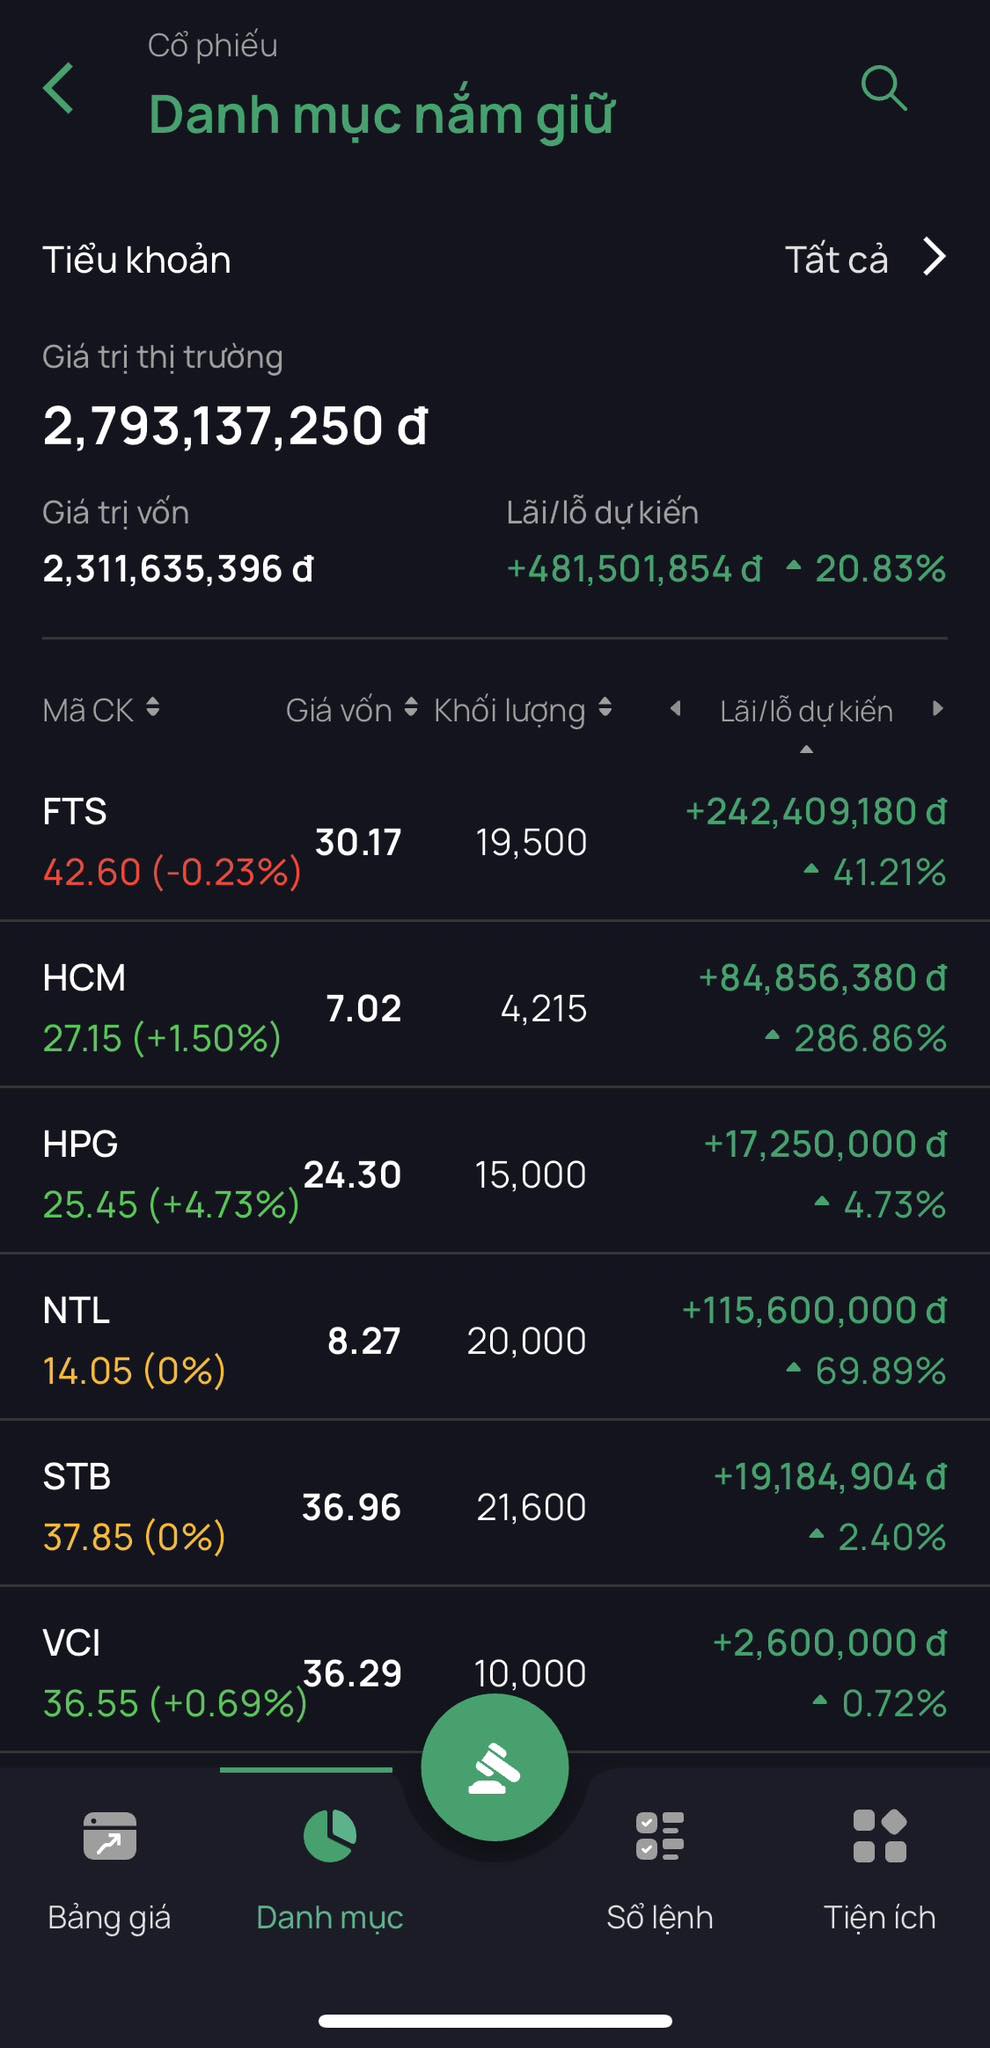 Cổ phiếu
Danh mục nắm giữ
Tiểu khoản Tất cả
Giá trị thị trường
2,793,137,250 đ
Giá trị vốn Lãi/lỗ dự kiến
2,311,635,396 đ +481,501,854 đ 20.83%
Mã CK Giá vốn Khối lượng Lãi/lỗ dự kiến
FTS 30.17 19,500 +242,409,180 đ
42.60 (-0.23%) 41.21%
HCM 7.02 4,215 +84,856,380 đ
27.15 (+1.50%) 286.86%
HPG 24.30 15,000 +17,250,000 đ
25.45 (+4.73%) 4.73%
NTL 8.27 20,000 +115,600,000 đ
14.05 (0%) 69.89%
STB 36.96 21,600 +19,184,904 đ
37.85 (0%) 2.40%
VCI 36.29 10,000 +2,600,000 đ
36.55 (+0.69%) 0.72%
Bảng giá Danh mục Sổ lệnh Tiện ích